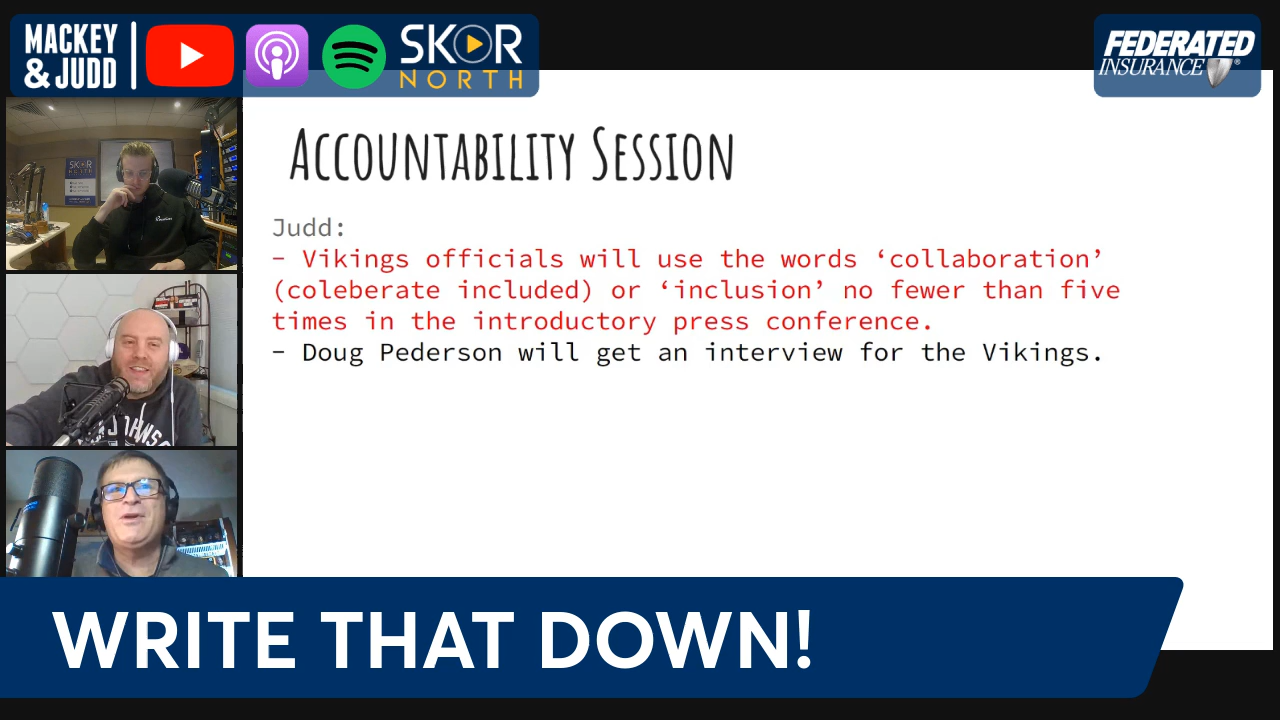 MACKEY
& JUDD
SKOR
NORTH
FEDERATED
INSURANCE®
Accountability Session
Judd:
- Vikings officials will use the words ‘collaboration’
(coleberate included) or ‘inclusion’ no fewer than five
times in the introductory press conference.
- Doug Pederson will get an interview for the Vikings.
SKOR
NORTH
WRITE THAT DOWN!